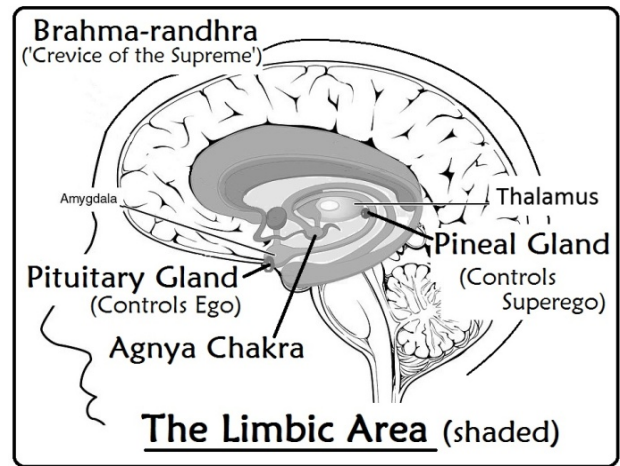 Brahma-randhra
('Crevice of the Supreme')
Amygdala
Thalamus
Pineal Gland
(Controls
Superego)
Pituitary Gland
(Controls Ego)
Agnya Chakra
The Limbic Area (shaded)